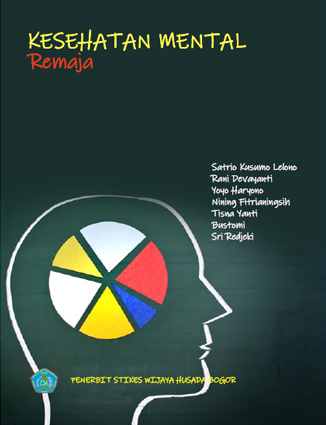 KESEHATAN MENTAL
Remaja
Satrio Kusumo Lelono
Rani Devayanti
Yoyo Haryono
Nining Fitrianingsih
Tisna Yanti
Bustomi
Sri Redjeki
PENERBIT STIKES WIJAYA HUSADA BOGOR